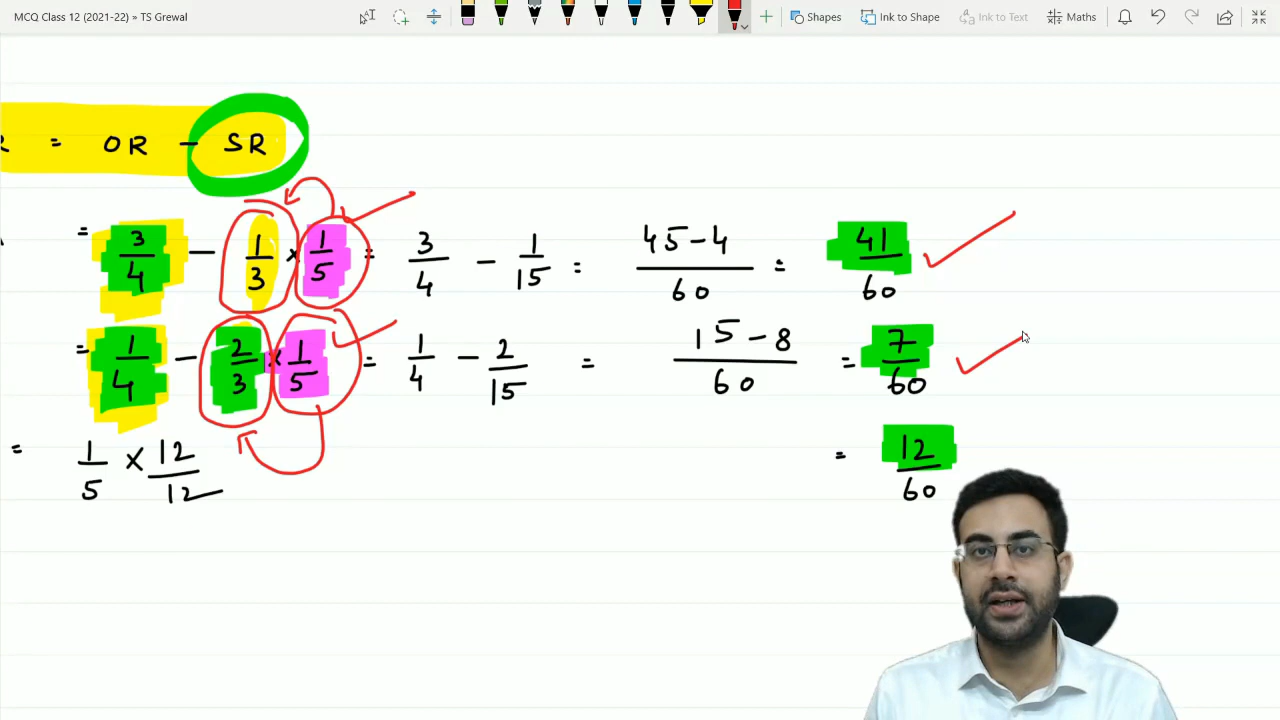 MCQ Class 12 (2021-22) » TS Grewal
Shapes Ink to Shape Ink to Text Maths
= OR - SR
= 3/4 - 1/3 × 1/5 = 3/4 - 1/15 = 45-4/60 = 41/60
= 1/4 - 2/3 × 1/5 = 1/4 - 2/15 = 15-8/60 = 7/60
= 1/5 × 12/12 = 12/60